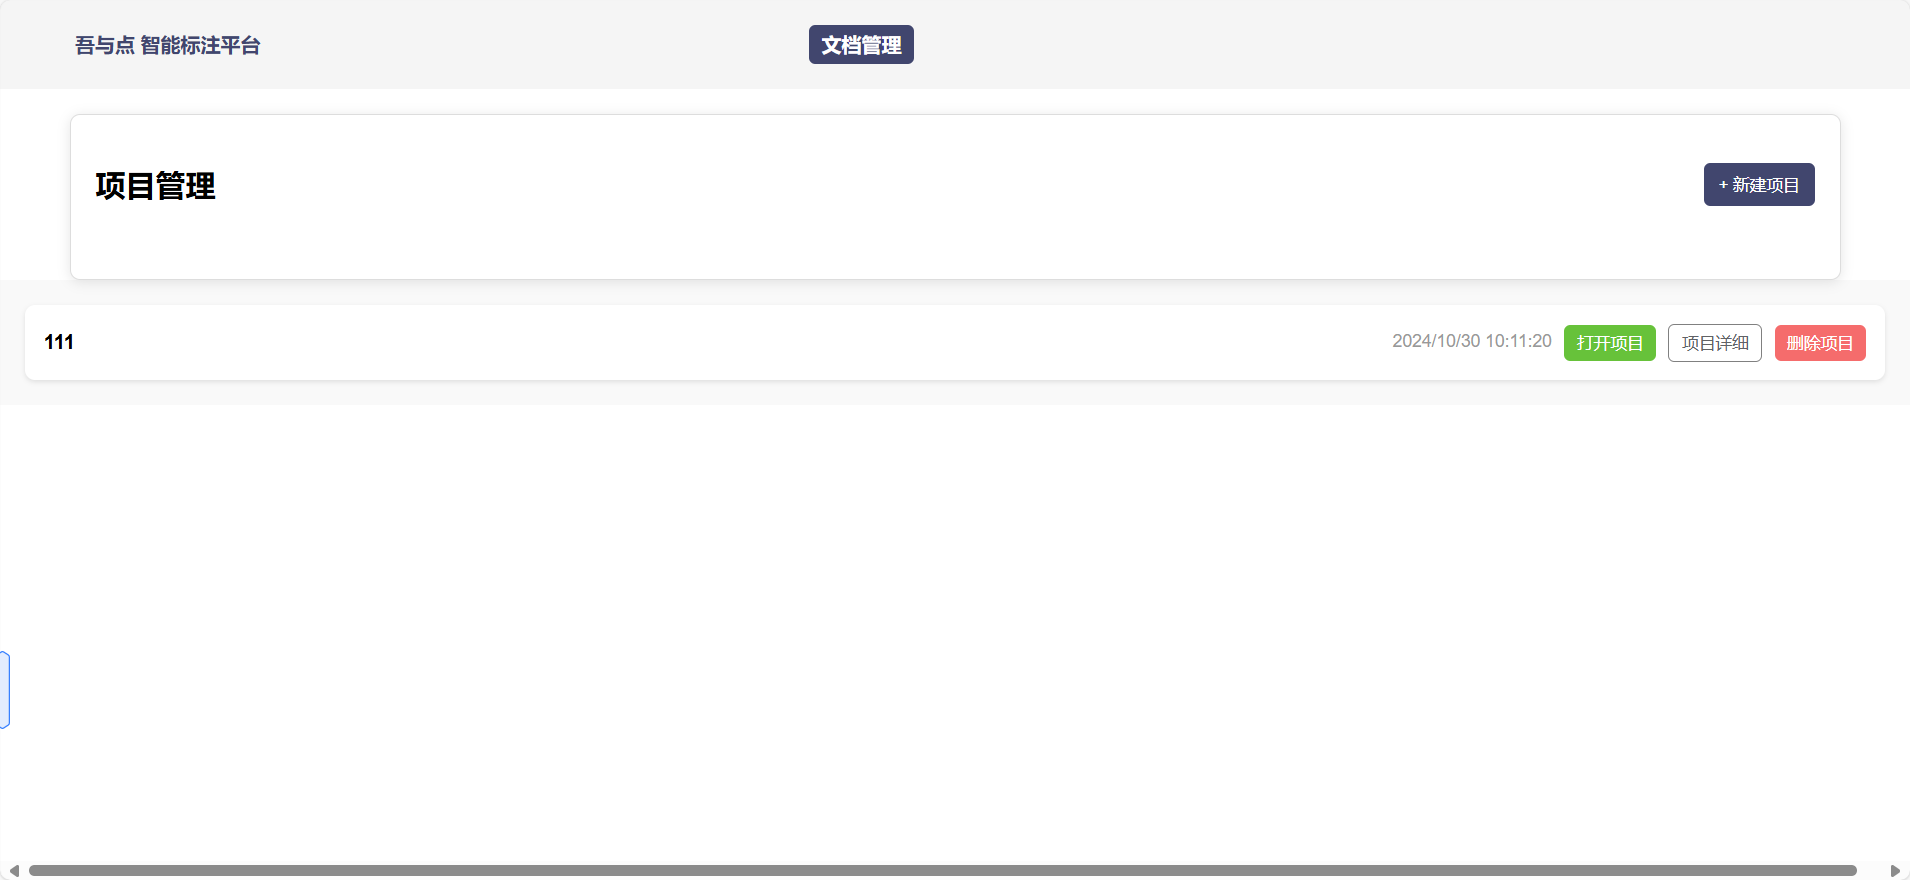 吾与点 智能标注平台
文档管理
项目管理
+ 新建项目
111
2024/10/30 10:11:20
打开项目
项目详细
删除项目